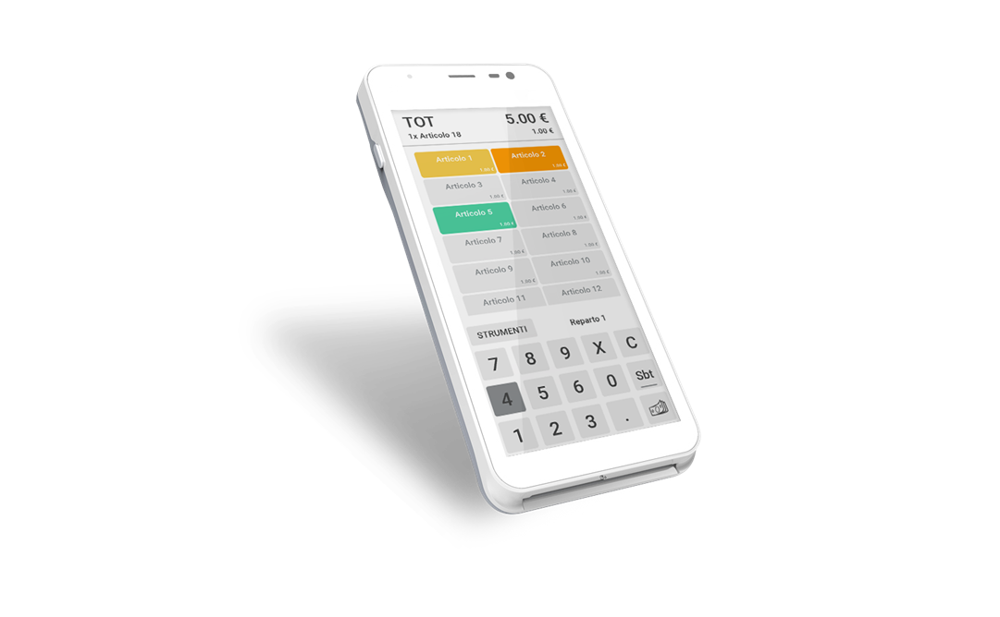 TOT 5.00 €
1x Articolo 18 1.00 €
Articolo 1 Articolo 2
1.00 € 1.00 €
Articolo 3 Articolo 4
1.00 € 1.00 €
Articolo 5 Articolo 6
1.00 € 1.00 €
Articolo 7 Articolo 8
1.00 € 1.00 €
Articolo 9 Articolo 10
1.00 € 1.00 €
Articolo 11 Articolo 12
STRUMENTI Reparto 1
7 8 9 X C
4 5 6 0 Sbt
1 2 3 .